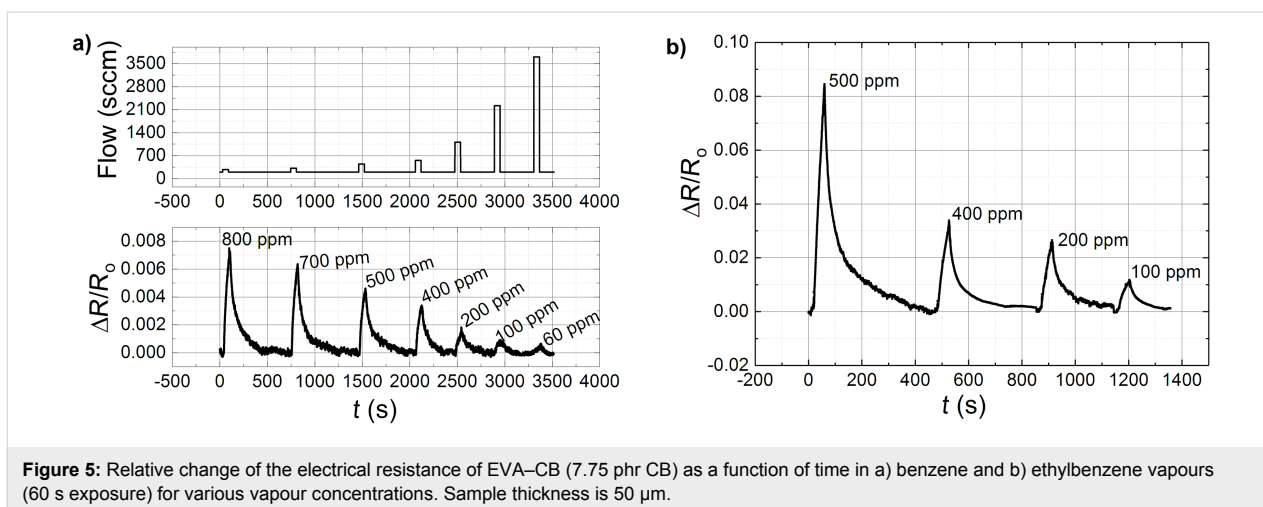 a)
Flow (sccm)
3500
2800
2100
1400
700
0
-500 0 500 1000 1500 2000 2500 3000 3500 4000
ΔR/Ro
0.008
0.006
0.004
0.002
0.000
800 ppm
700 ppm
500 ppm
400 ppm
200 ppm
100 ppm
60 ppm
-500 0 500 1000 1500 2000 2500 3000 3500 4000
t (s)
b)
ΔR/Ro
0.10
0.08
0.06
0.04
0.02
0.00
-0.02
500 ppm
400 ppm
200 ppm
100 ppm
-200 0 200 400 600 800 1000 1200 1400
t (s)
Figure 5: Relative change of the electrical resistance of EVA–CB (7.75 phr CB) as a function of time in a) benzene and b) ethylbenzene vapours
(60 s exposure) for various vapour concentrations. Sample thickness is 50 µm.